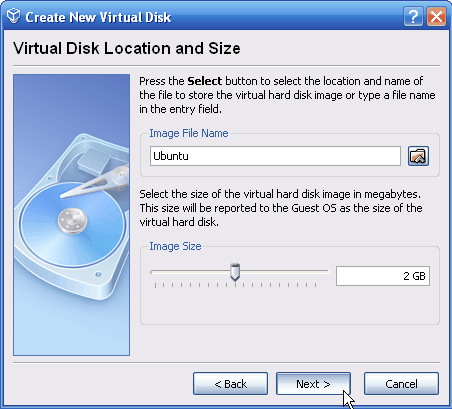 Create New Virtual Disk
Virtual Disk Location and Size
Press the Select button to select the location and name
of the file to store the virtual hard disk image or type a file name
in the entry field.
Image File Name
Ubuntu
Select the size of the virtual hard disk image in megabytes.
This size will be reported to the Guest OS as the size of the
virtual hard disk.
Image Size
2 GB
< Back
Next >
Cancel